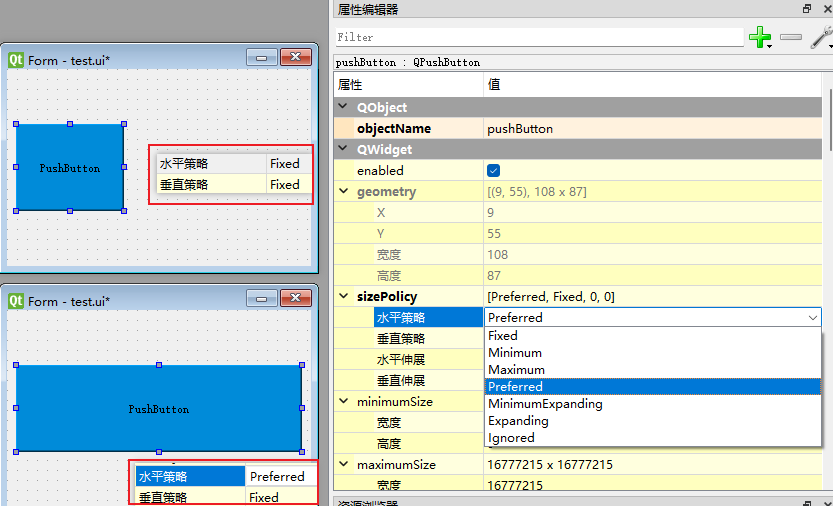 Form - test.ui*
PushButton
水平策略 Fixed
垂直策略 Fixed
Form - test.ui*
PushButton
水平策略 Preferred
垂直策略 Fixed
属性编辑器
Filter
pushButton : QPushButton
属性 值
QObject
objectName pushButton
QWidget
enabled
geometry [(9, 55), 108 x 87]
X 9
Y 55
宽度 108
高度 87
sizePolicy [Preferred, Fixed, 0, 0]
水平策略 Preferred
垂直策略 Fixed
水平伸展 Minimum
Maximum
垂直伸展 Preferred
minimumSize MinimumExpanding
宽度 Expanding
高度 Ignored
maximumSize 16777215 x 16777215
宽度 16777215
资源浏览器